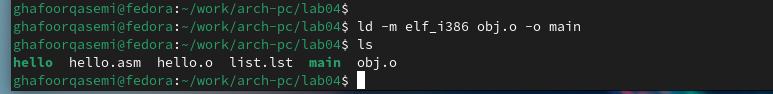 ghafoorqasemi@fedora:~/work/arch-pc/lab04$
ghafoorqasemi@fedora:~/work/arch-pc/lab04$ ld -m elf_i386 obj.o -o main
ghafoorqasemi@fedora:~/work/arch-pc/lab04$ ls
hello  hello.asm  hello.o  list.lst  main  obj.o
ghafoorqasemi@fedora:~/work/arch-pc/lab04$